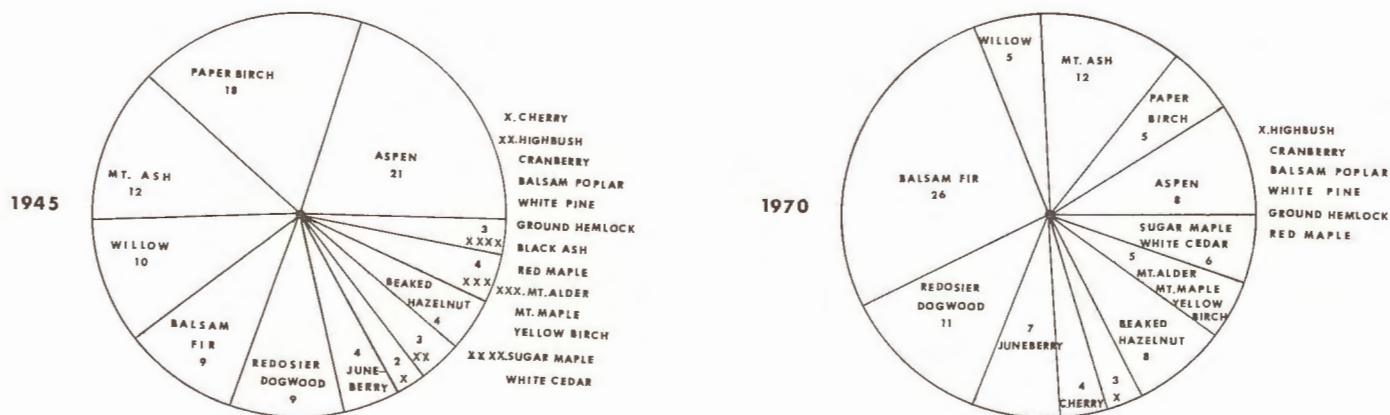 1945
PAPER BIRCH
18
ASPEN
21
MT. ASH
12
WILLOW
10
BALSAM
FIR
9
REDOSIER
DOGWOOD
9
4
JUNE-
BERRY
2
X
3
XX
BEAKED
HAZELNUT
4
4
XXX
3
XXXX
X. CHERRY
XX. HIGHBUSH
CRANBERRY
BALSAM POPLAR
WHITE PINE
GROUND HEMLOCK
BLACK ASH
RED MAPLE
XXX. MT. ALDER
MT. MAPLE
YELLOW BIRCH
XXXX. SUGAR MAPLE
WHITE CEDAR
1970
WILLOW
5
MT. ASH
12
PAPER
BIRCH
5
ASPEN
8
BALSAM FIR
26
SUGAR MAPLE
WHITE CEDAR
6
5
MT. ALDER
MT. MAPLE
YELLOW
BIRCH
BEAKED
HAZELNUT
8
3
X
4
CHERRY
7
JUNEBERRY
REDOSIER
DOGWOOD
11
X. HIGHBUSH
CRANBERRY
BALSAM POPLAR
WHITE PINE
GROUND HEMLOCK
RED MAPLE